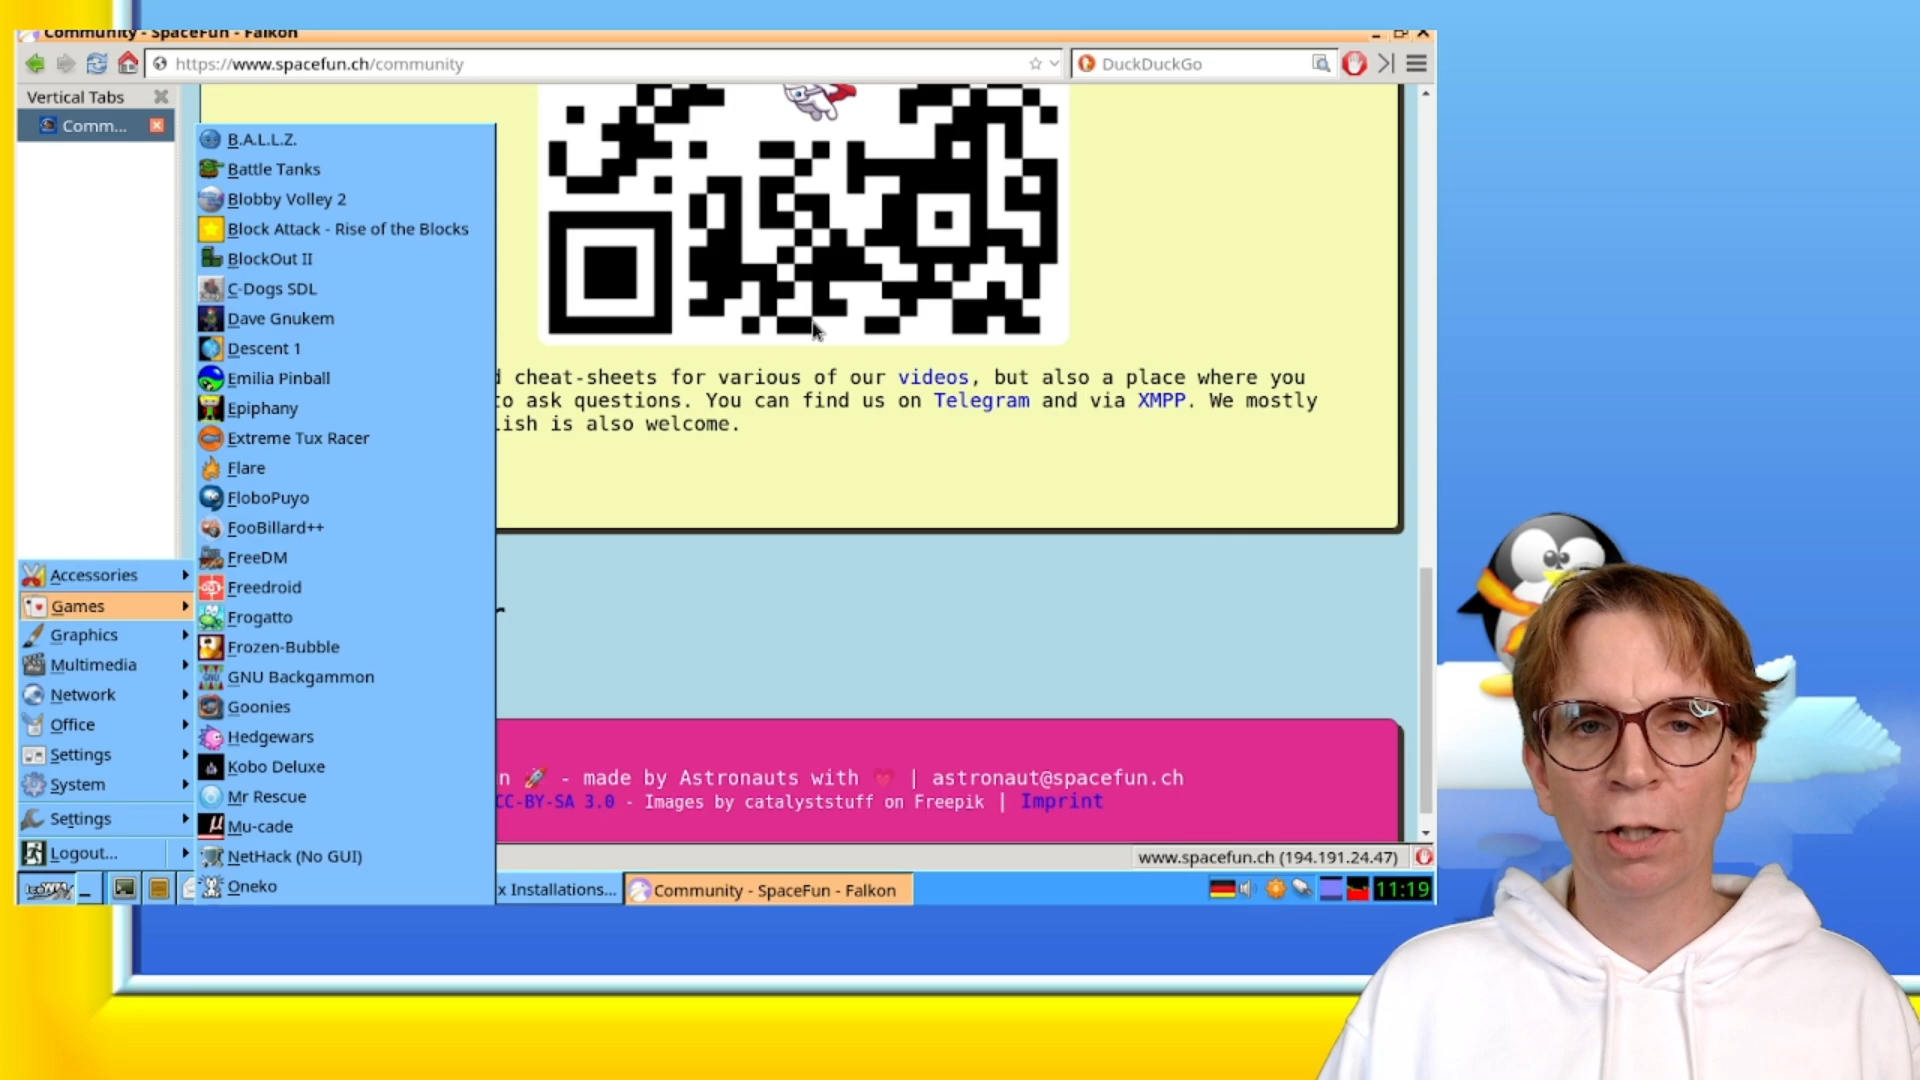 Community - SpaceFun - Falkon
https://www.spacefun.ch/community
DuckDuckGo
Vertical Tabs
Comm...
B.A.L.L.Z.
Battle Tanks
Blobby Volley 2
Block Attack - Rise of the Blocks
BlockOut II
C-Dogs SDL
Dave Gnukem
Descent 1
Emilia Pinball
Epiphany
Extreme Tux Racer
Flare
FloboPuyo
FooBillard++
FreeDM
Freedroid
Frogatto
Frozen-Bubble
GNU Backgammon
Goonies
Hedgewars
Kobo Deluxe
Mr Rescue
Mu-cade
NetHack (No GUI)
Oneko
Accessories
Games
Graphics
Multimedia
Network
Office
Settings
System
Settings
Logout...
cheat-sheets for various of our videos, but also a place where you
to ask questions. You can find us on Telegram and via XMPP. We mostly
lish is also welcome.
r
n 🚀 - made by Astronauts with ❤ | astronaut@spacefun.ch
CC-BY-SA 3.0 - Images by catalyststuff on Freepik | Imprint
www.spacefun.ch (194.191.24.47)
x Installations...
Community - SpaceFun - Falkon
11:19